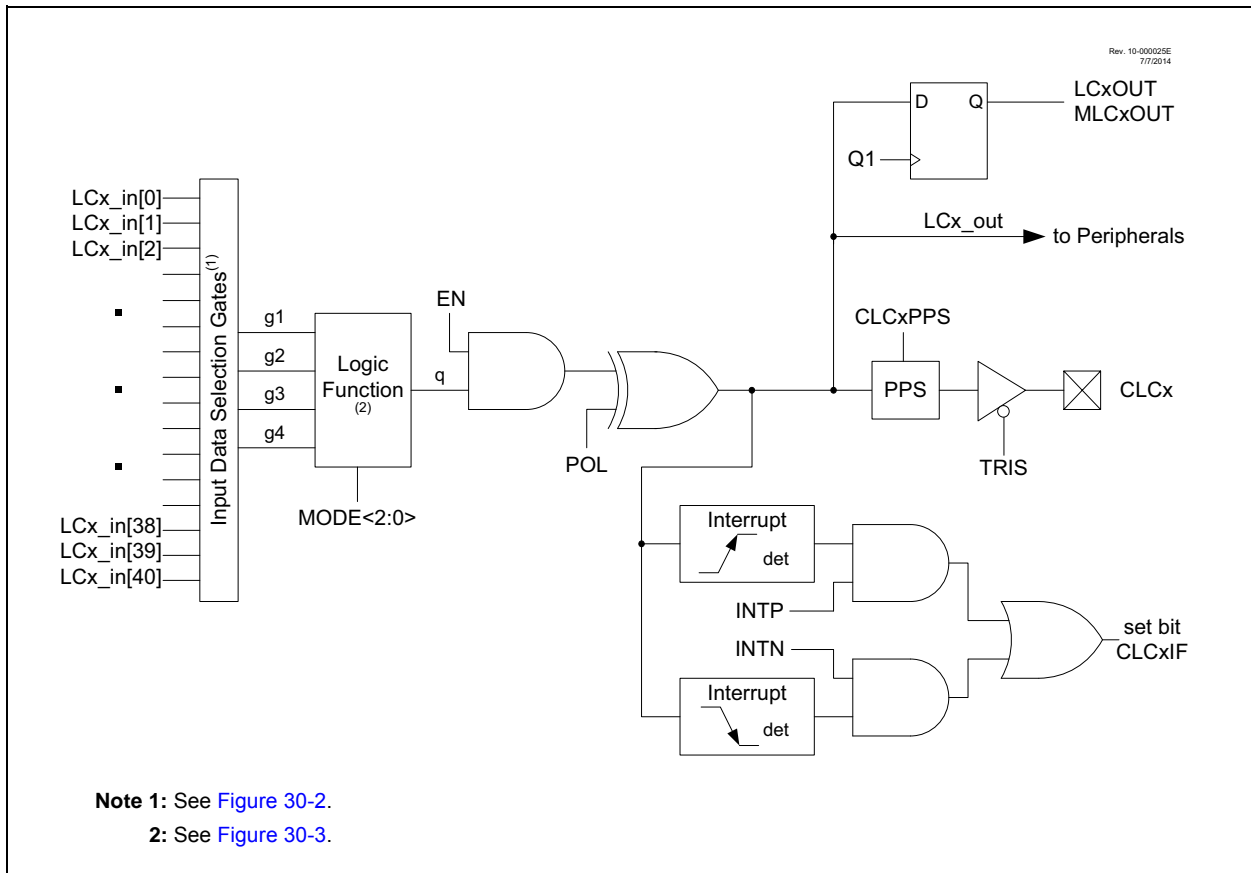 Rev. 10-000025E
7/7/2014
LCxOUT
MLCxOUT
D
Q
Q1
LCx_out
to Peripherals
LCx_in[0]
LCx_in[1]
LCx_in[2]
LCx_in[38]
LCx_in[39]
LCx_in[40]
Input Data Selection Gates(1)
g1
g2
g3
g4
Logic
Function
(2)
MODE<2:0>
q
EN
POL
CLCxPPS
PPS
TRIS
CLCx
Interrupt
det
INTP
INTN
Interrupt
det
set bit
CLCxIF
Note 1: See Figure 30-2.
2: See Figure 30-3.